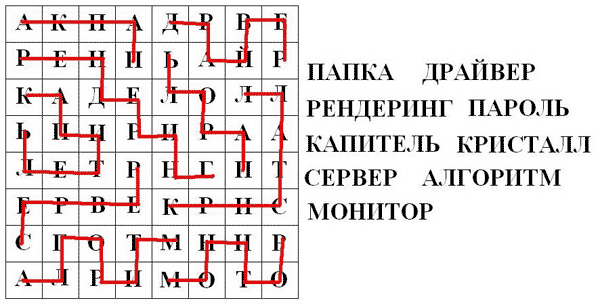 А К П А Д Р В Е
Р Е Н П Ь А Й Р
К А Д Е Л О Л Л
Ь П И Р И Р А А
Л Е Т Р Н Г П Т
Е Р В Е К Р И С
С Г О Т М Н И Р
А Л Р И М О Т О
ПАПКА ДРАЙВЕР
РЕНДЕРИНГ ПАРОЛЬ
КАПИТЕЛЬ КРИСТАЛЛ
СЕРВЕР АЛГОРИТМ
МОНИТОР